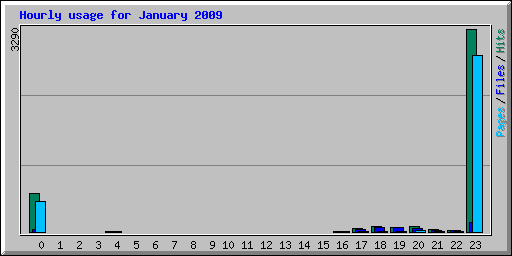 Hourly usage for January 2009
3290
Pages/Files/Hits
0 1 2 3 4 5 6 7 8 9 10 11 12 13 14 15 16 17 18 19 20 21 22 23